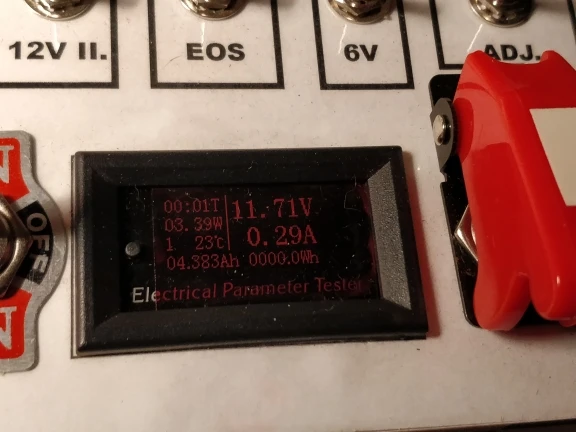 12V II.
EOS
6V
ADJ.
00:01T
11.71V
03.39W
1 23℃
0.29A
04.383Ah 0000.0Wh
Electrical Parameter Tester
OFF